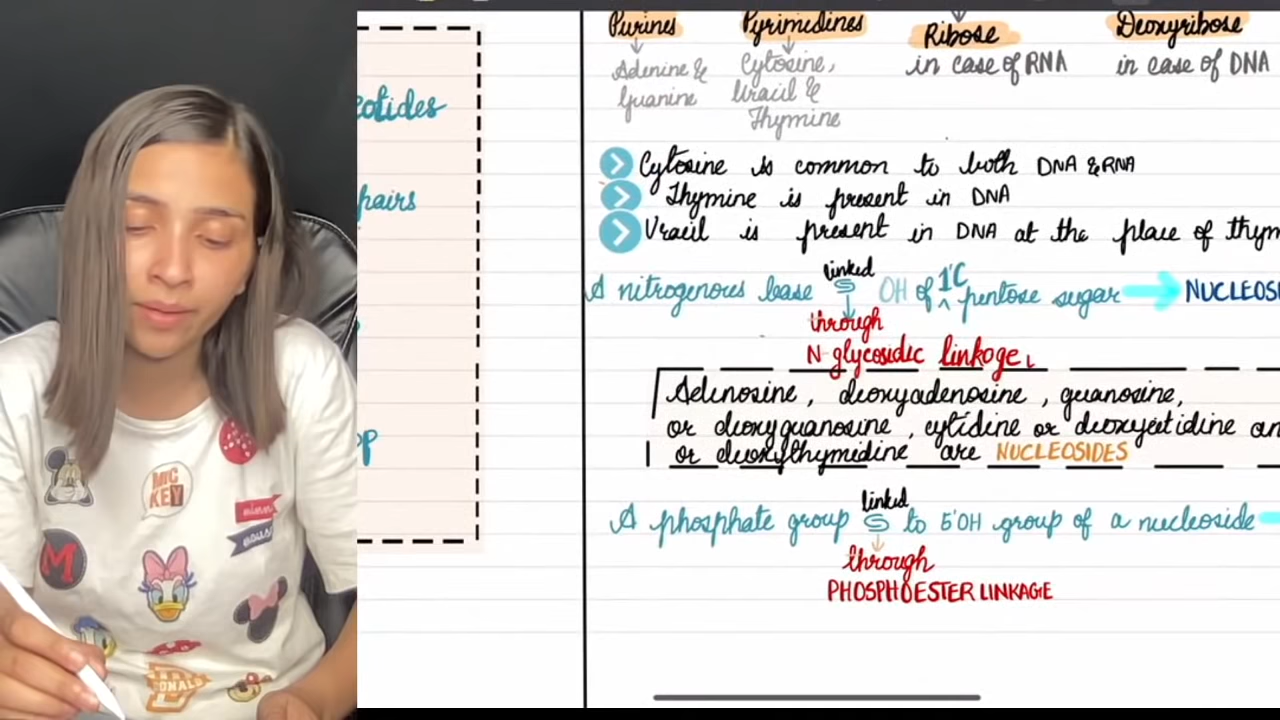 Purines Pyrimidines Ribose Deoxyribose
Adenine & Cytosine, in case of RNA in case of DNA
Guanine Uracil &
Thymine
eotides
pairs
Cytosine is common to both DNA & RNA
Thymine is present in DNA
Uracil is present in DNA at the place of thym
linked
A nitrogenous base S OH of 1'C ^ pentose sugar NUCLEOSI
through
N-glycosidic linkage
Adenosine, deoxyadenosine, guanosine,
or deoxyguanosine, cytidine or deoxycitidine an
or deoxythymidine are NUCLEOSIDES
linked
A phosphate group S to 5'OH group of a nucleoside
through
PHOSPHOESTER LINKAGE
MIC
KEY
M